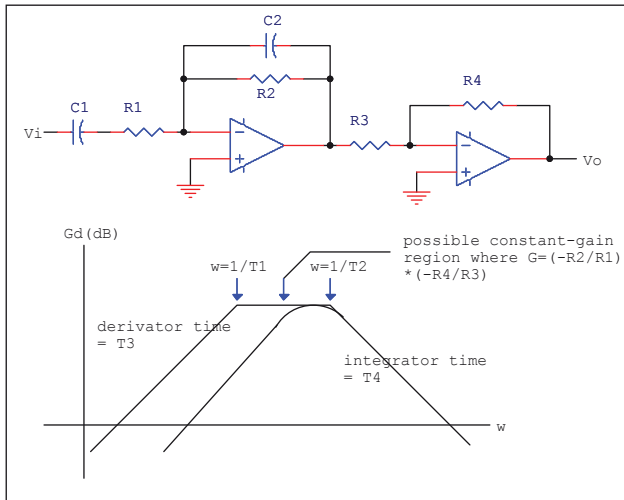 C2
R2
R4
C1
R1
R3
Vi
Vo
Gd(dB)
possible constant-gain
region where G=(-R2/R1)
*(-R4/R3)
w=1/T1
w=1/T2
derivator time
= T3
integrator time
= T4
w